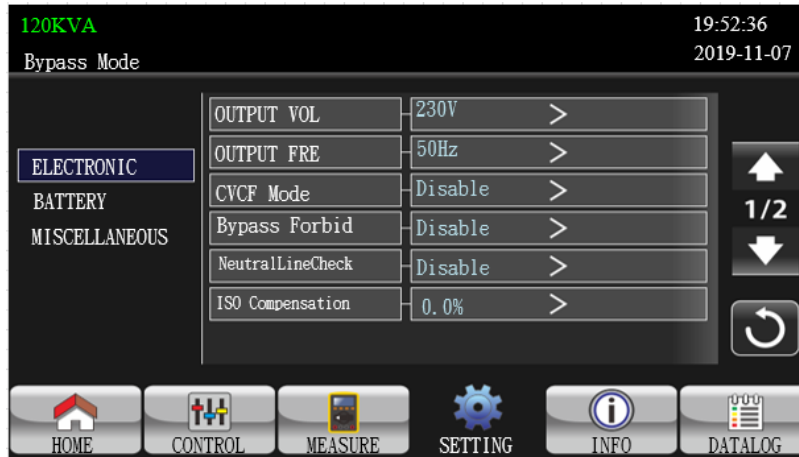 120KVA
19:52:36
Bypass Mode
2019-11-07
OUTPUT VOL
230V >
OUTPUT FRE
50Hz >
ELECTRONIC
CVCF Mode
Disable >
BATTERY
1/2
Bypass Forbid
Disable >
MISCELLANEOUS
NeutralLineCheck
Disable >
ISO Compensation
0.0% >
HOME
CONTROL
MEASURE
SETTING
INFO
DATALOG